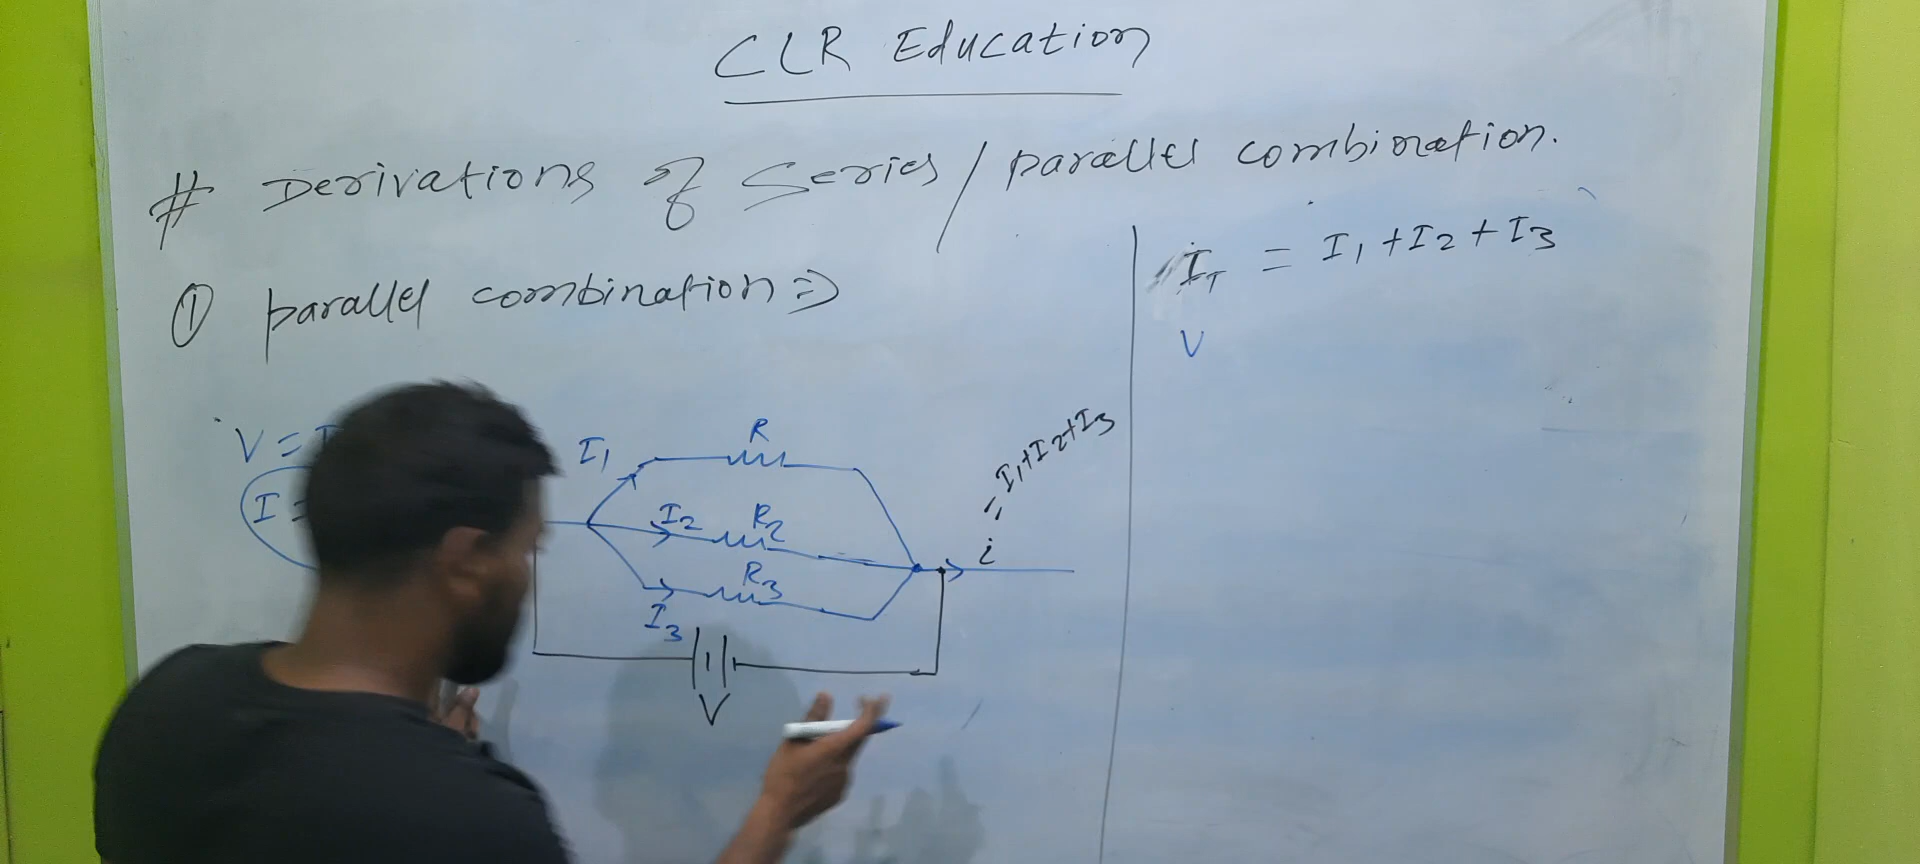 CLR Education
# Derivations of Series/parallel combination.
① parallel combination ⇒
I_T = I₁ + I₂ + I₃
V
V =
I =
I₁
R
I₂
R₂
R₃
I₃
V
i = I₁+I₂+I₃